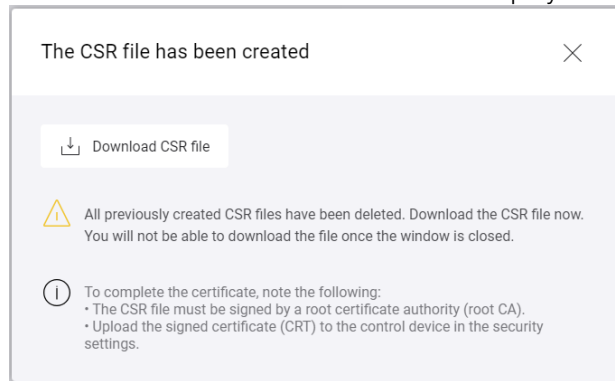 The CSR file has been created
Download CSR file
All previously created CSR files have been deleted. Download the CSR file now.
You will not be able to download the file once the window is closed.
To complete the certificate, note the following:
• The CSR file must be signed by a root certificate authority (root CA).
• Upload the signed certificate (CRT) to the control device in the security
settings.